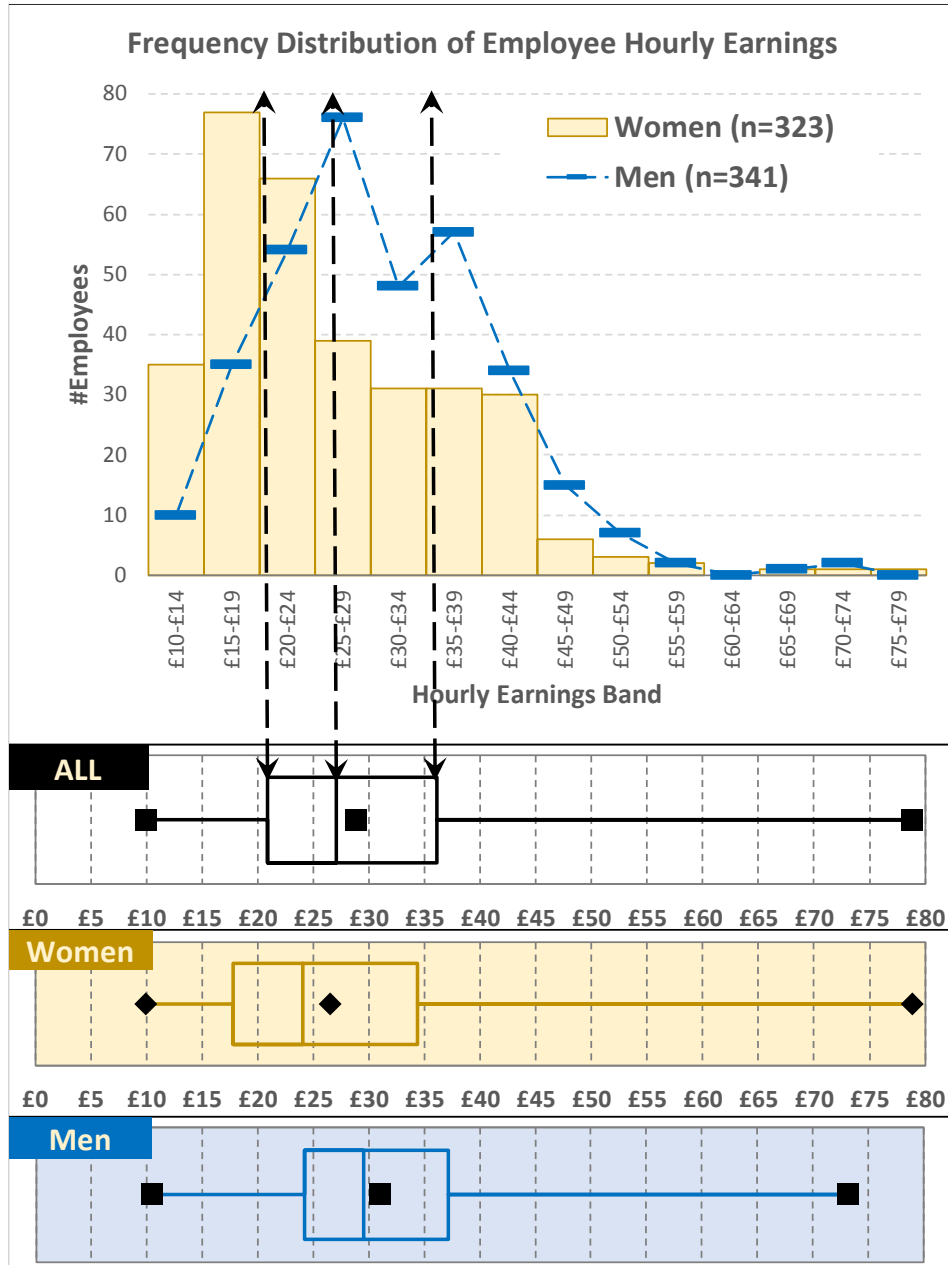 Frequency Distribution of Employee Hourly Earnings
80
70
60
50
40
30
20
10
0
#Employees
Women (n=323)
Men (n=341)
£10-£14
£15-£19
£20-£24
£25-£29
£30-£34
£35-£39
£40-£44
£45-£49
£50-£54
£55-£59
£60-£64
£65-£69
£70-£74
£75-£79
Hourly Earnings Band
ALL
£0 £5 £10 £15 £20 £25 £30 £35 £40 £45 £50 £55 £60 £65 £70 £75 £80
Women
£0 £5 £10 £15 £20 £25 £30 £35 £40 £45 £50 £55 £60 £65 £70 £75 £80
Men